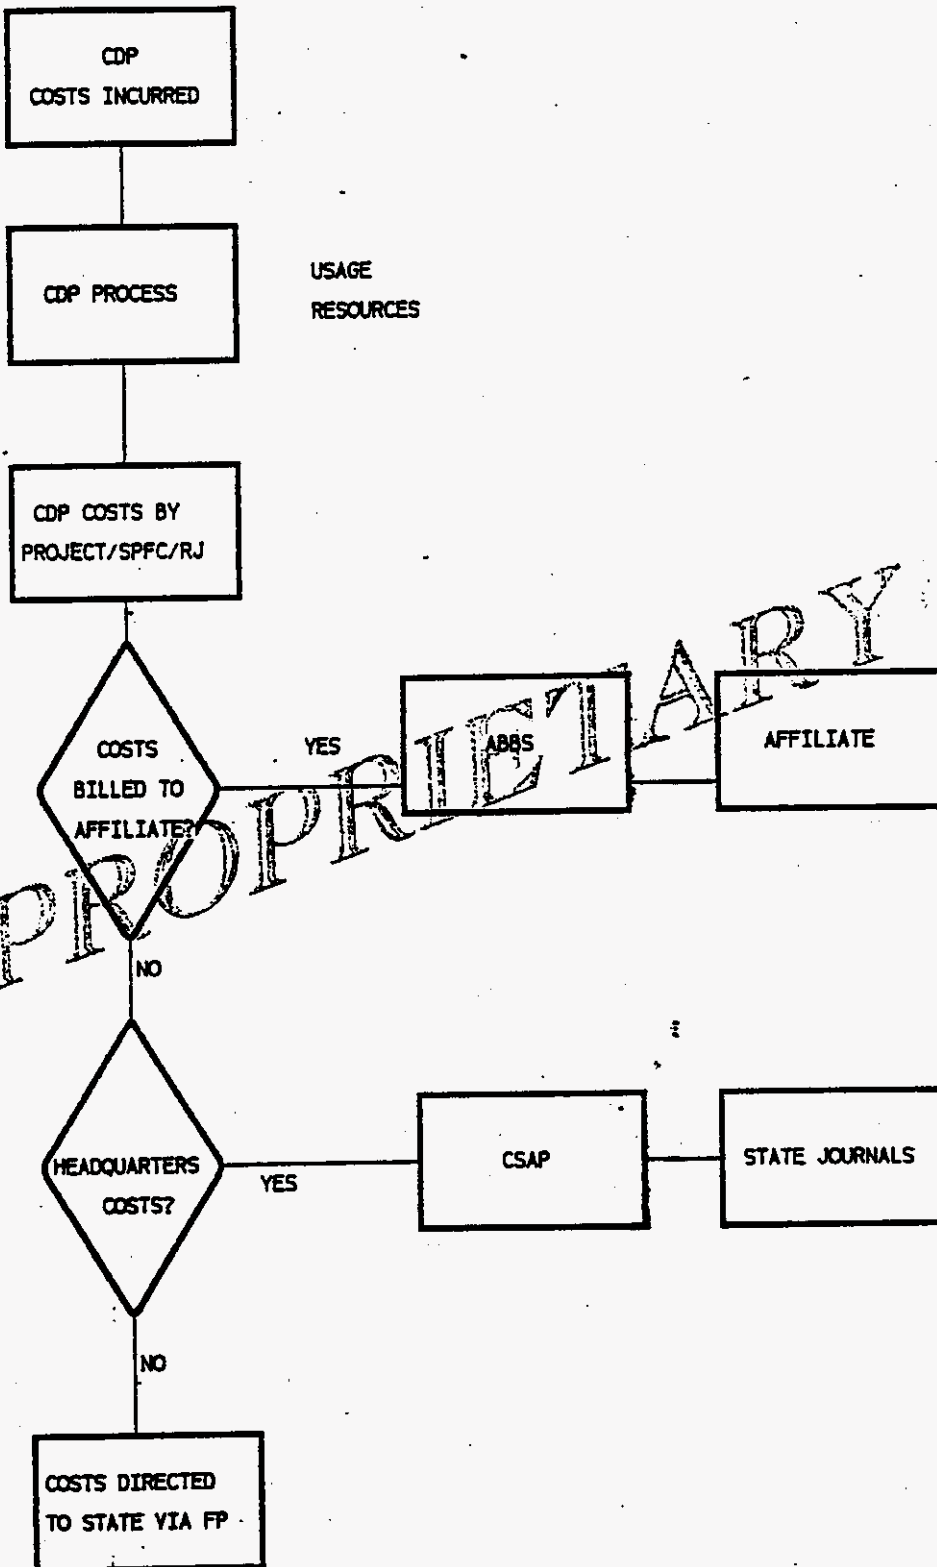 CDP
COSTS INCURRED
CDP PROCESS
USAGE
RESOURCES
CDP COSTS BY
PROJECT/SPFC/RJ
COSTS
BILLED TO
AFFILIATE?
YES
ABBS
AFFILIATE
PROPRIETARY
NO
HEADQUARTERS
COSTS?
YES
CSAP
STATE JOURNALS
NO
COSTS DIRECTED
TO STATE VIA FP